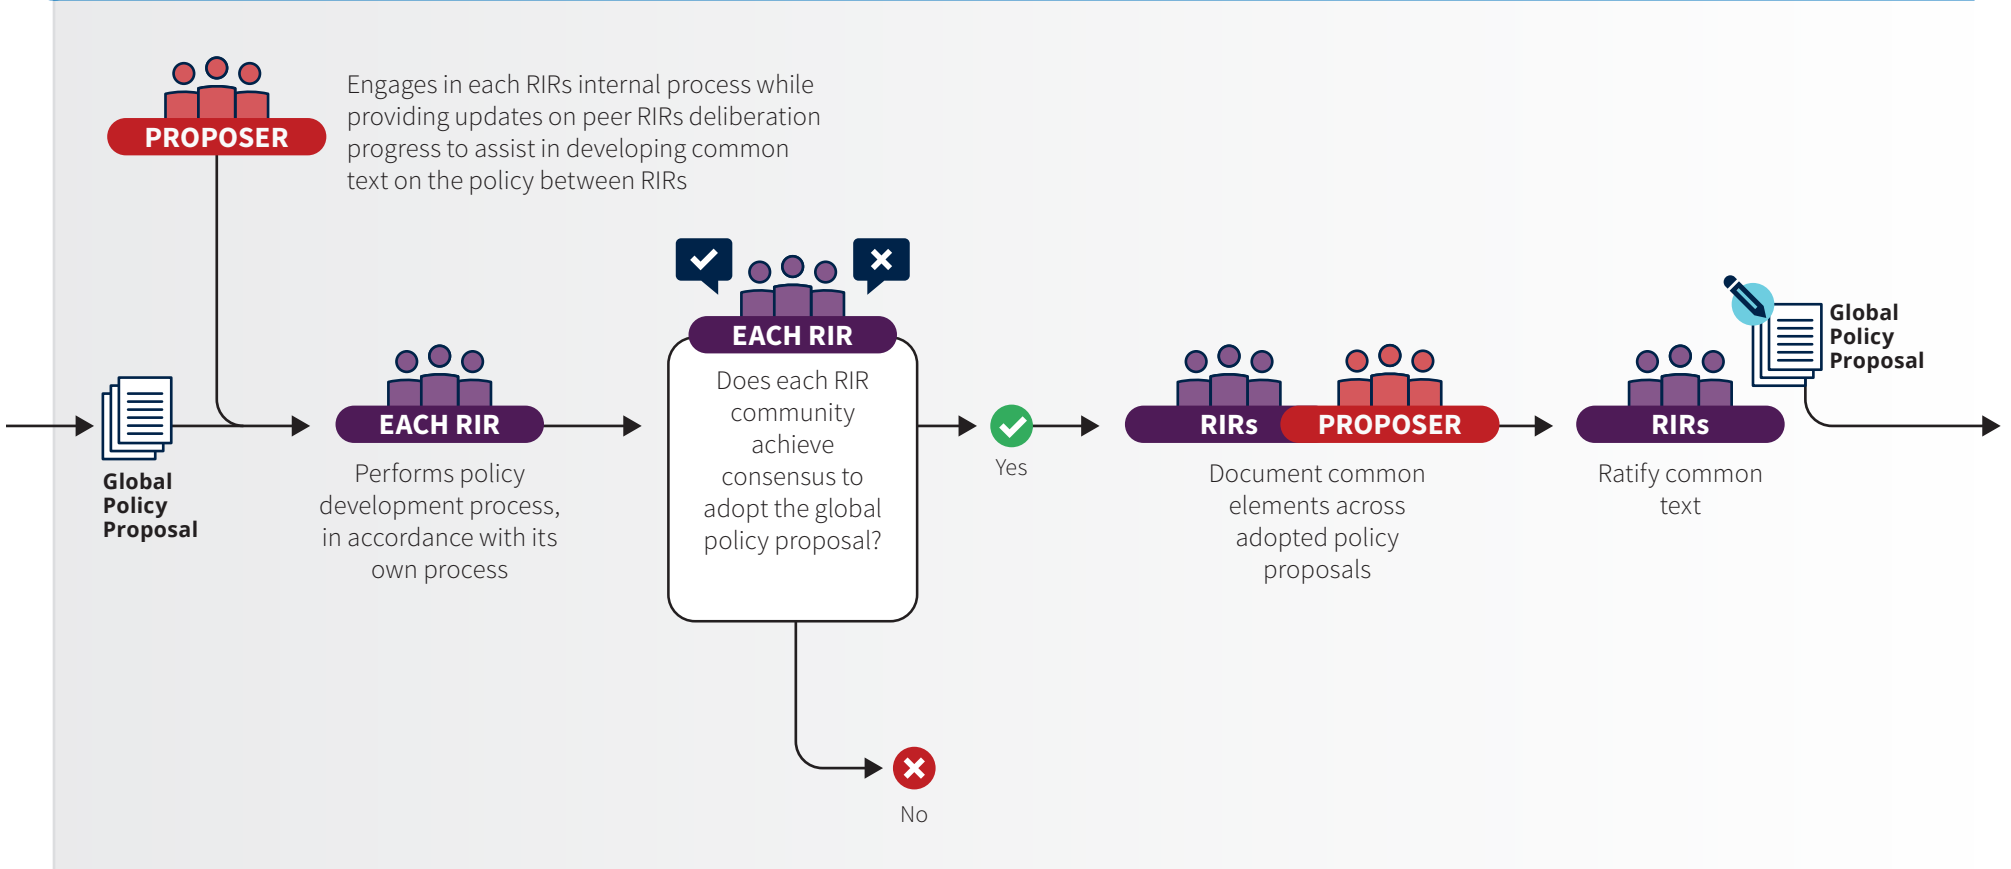 PROPOSER
Engages in each RIRs internal process while
providing updates on peer RIRs deliberation
progress to assist in developing common
text on the policy between RIRs
Global
Policy
Proposal
EACH RIR
Performs policy
development process,
in accordance with its
own process
EACH RIR
Does each RIR
community
achieve
consensus to
adopt the global
policy proposal?
Yes
No
RIRs
PROPOSER
Document common
elements across
adopted policy
proposals
RIRs
Ratify common
text
Global
Policy
Proposal